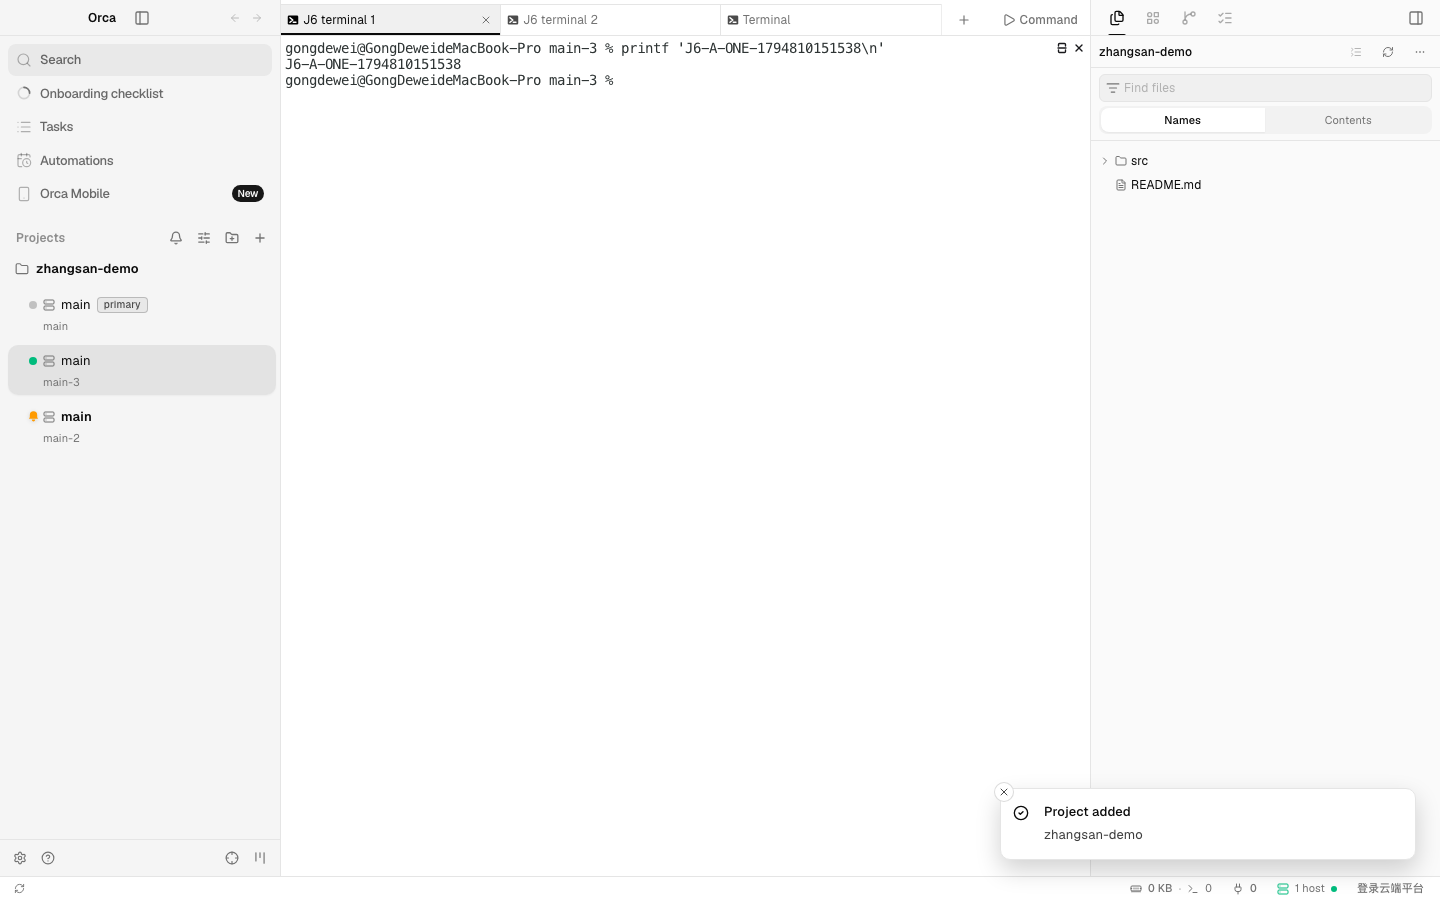 Orca
Search
Onboarding checklist
Tasks
Automations
Orca Mobile New
Projects
zhangsan-demo
main primary
main
main
main-3
main
main-2
J6 terminal 1
J6 terminal 2
Terminal
Command
gongdewei@GongDeweideMacBook-Pro main-3 % printf 'J6-A-ONE-1794810151538\n'
J6-A-ONE-1794810151538
gongdewei@GongDeweideMacBook-Pro main-3 %
zhangsan-demo
Find files
Names Contents
src
README.md
Project added
zhangsan-demo
0 KB · 0 0 1 host 登录云端平台